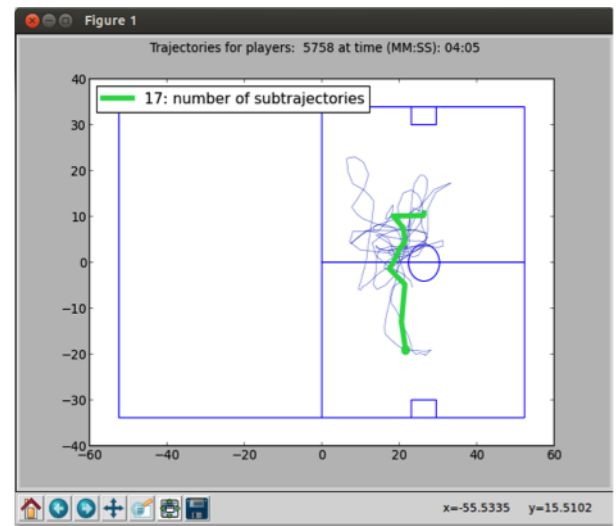 Figure 1
Trajectories for players: 5758 at time (MM:SS): 04:05
17: number of subtrajectories
40
30
20
10
0
−10
−20
−30
−40
−60 −40 −20 0 20 40 60
x=-55.5335 y=15.5102